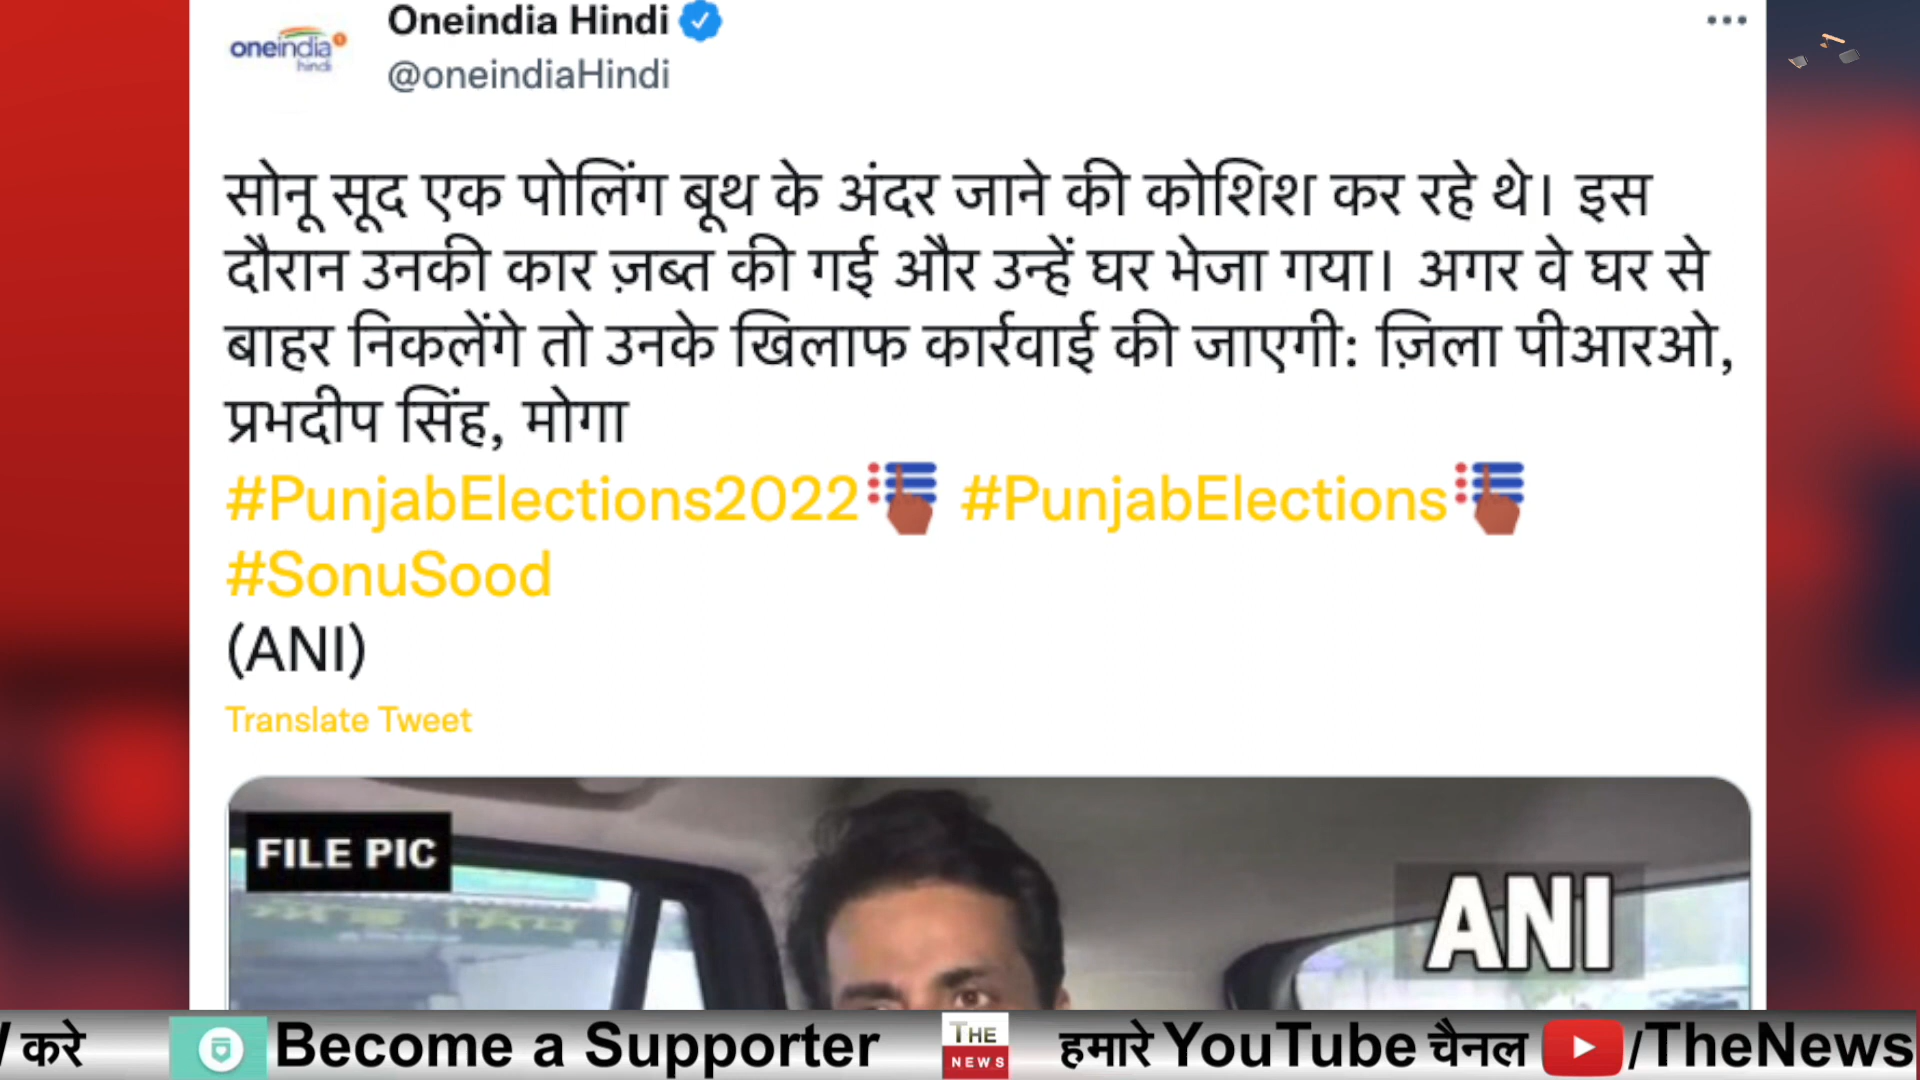 Oneindia Hindi
oneindia
hindi
@oneindiaHindi
सोनू सूद एक पोलिंग बूथ के अंदर जाने की कोशिश कर रहे थे। इस
दौरान उनकी कार ज़ब्त की गई और उन्हें घर भेजा गया। अगर वे घर से
बाहर निकलेंगे तो उनके खिलाफ कार्रवाई की जाएगी: ज़िला पीआरओ,
प्रभदीप सिंह, मोगा
#PunjabElections2022 #PunjabElections
#SonuSood
(ANI)
Translate Tweet
FILE PIC
ANI
करे Become a Supporter THE NEWS हमारे YouTube चैनल /TheNews